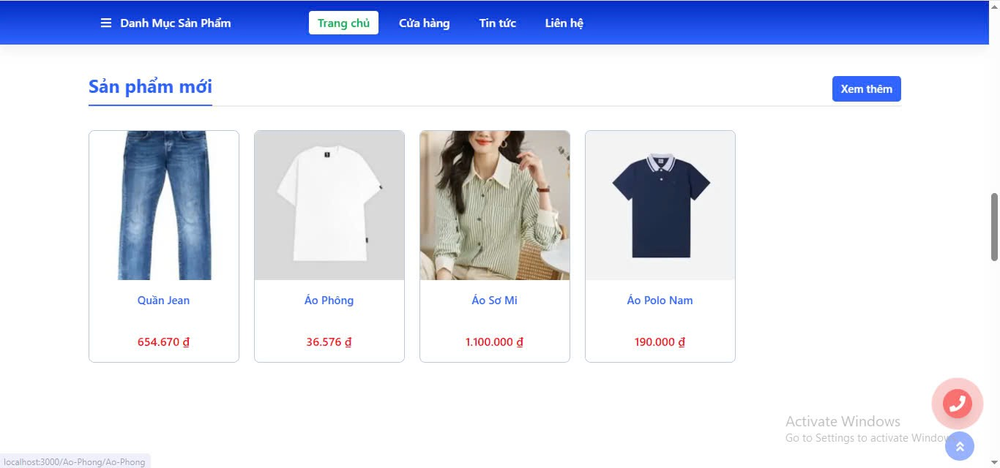 Danh Mục Sản Phẩm
Trang chủ
Cửa hàng
Tin tức
Liên hệ
Sản phẩm mới
Xem thêm
Quần Jean
Áo Phông
Áo Sơ Mi
Áo Polo Nam
654.670 ₫
36.576 ₫
1.100.000 ₫
190.000 ₫
Activate Windows
Go to Settings to activate Windows
localhost:3000/Ao-Phong/Ao-Phong